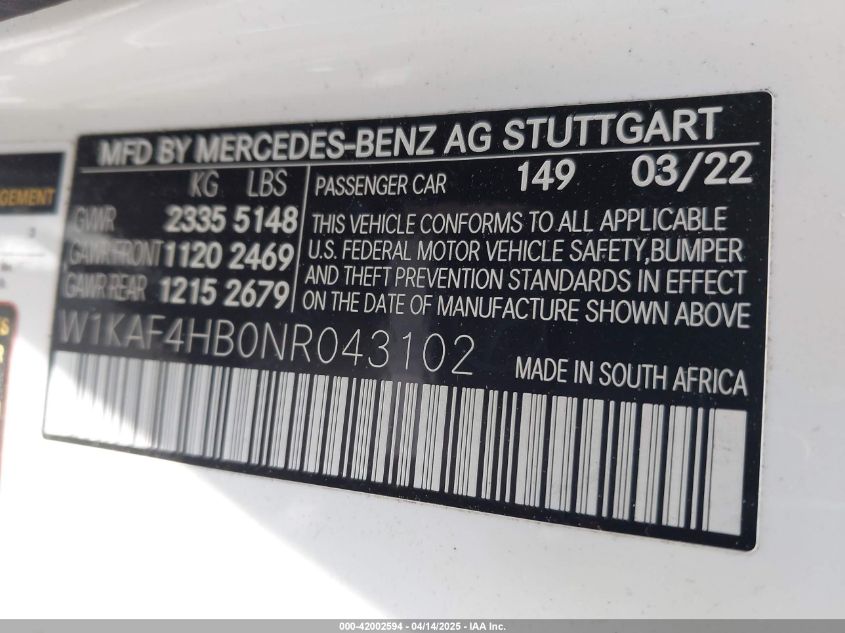 MFD BY MERCEDES-BENZ AG STUTTGART
KG LBS
GVWR 2335 5148
GAWR FRONT 1120 2469
GAWR REAR 1215 2679
PASSENGER CAR 149 03/22
THIS VEHICLE CONFORMS TO ALL APPLICABLE
U.S. FEDERAL MOTOR VEHICLE SAFETY, BUMPER
AND THEFT PREVENTION STANDARDS IN EFFECT
ON THE DATE OF MANUFACTURE SHOWN ABOVE
W1KAF4HB0NR043102
MADE IN SOUTH AFRICA
GEMENT
000-42002594 - 04/14/2025 - IAA Inc.